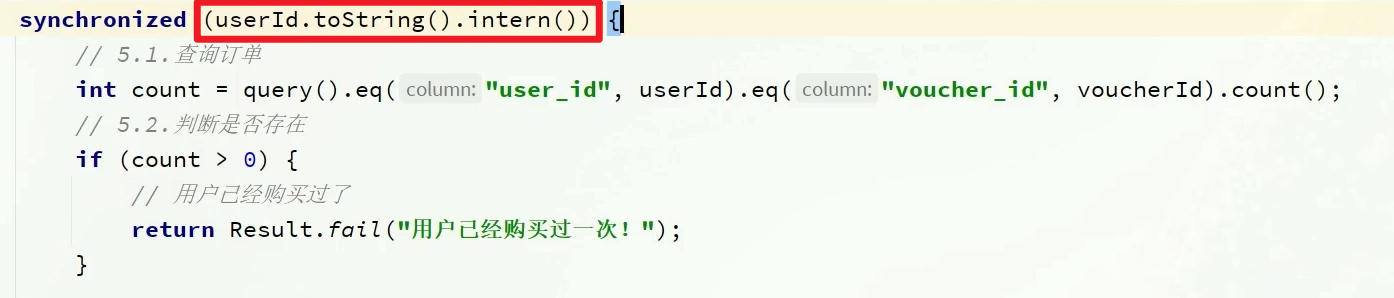 synchronized (userId.toString().intern()) {
// 5.1.查询订单
int count = query().eq( column: "user_id", userId).eq( column: "voucher_id", voucherId).count();
// 5.2.判断是否存在
if (count > 0) {
// 用户已经购买过了
return Result.fail("用户已经购买过一次！");
}